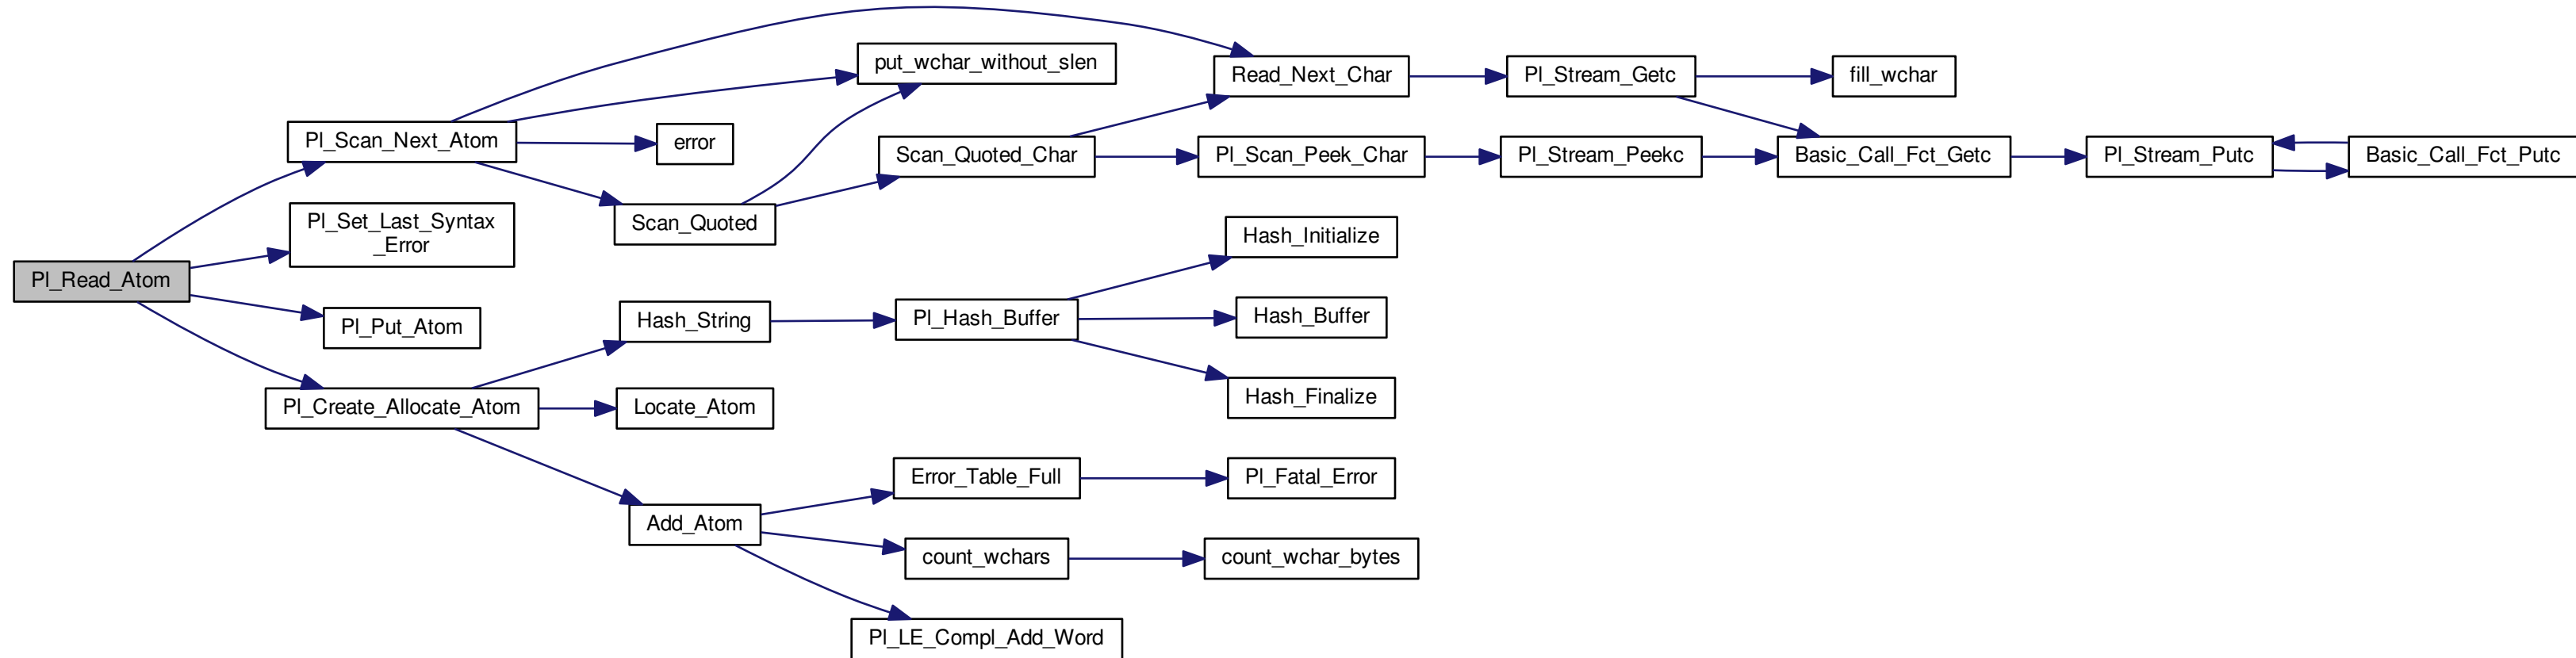 put_wchar_without_slen
Read_Next_Char
Pl_Stream_Getc
fill_wchar
Pl_Scan_Next_Atom
error
Scan_Quoted_Char
Pl_Scan_Peek_Char
Pl_Stream_Peekc
Basic_Call_Fct_Getc
Pl_Stream_Putc
Basic_Call_Fct_Putc
Pl_Set_Last_Syntax
_Error
Scan_Quoted
Hash_Initialize
Pl_Read_Atom
Pl_Put_Atom
Hash_String
Pl_Hash_Buffer
Hash_Buffer
Pl_Create_Allocate_Atom
Locate_Atom
Hash_Finalize
Error_Table_Full
Pl_Fatal_Error
Add_Atom
count_wchars
count_wchar_bytes
Pl_LE_Compl_Add_Word